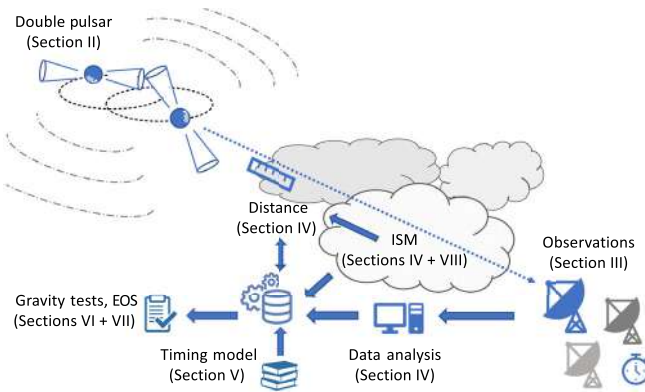 Double pulsar
(Section II)
Distance
(Section IV)
ISM
(Sections IV + VIII)
Observations
(Section III)
Gravity tests, EOS
(Sections VI + VII)
Timing model
(Section V)
Data analysis
(Section IV)